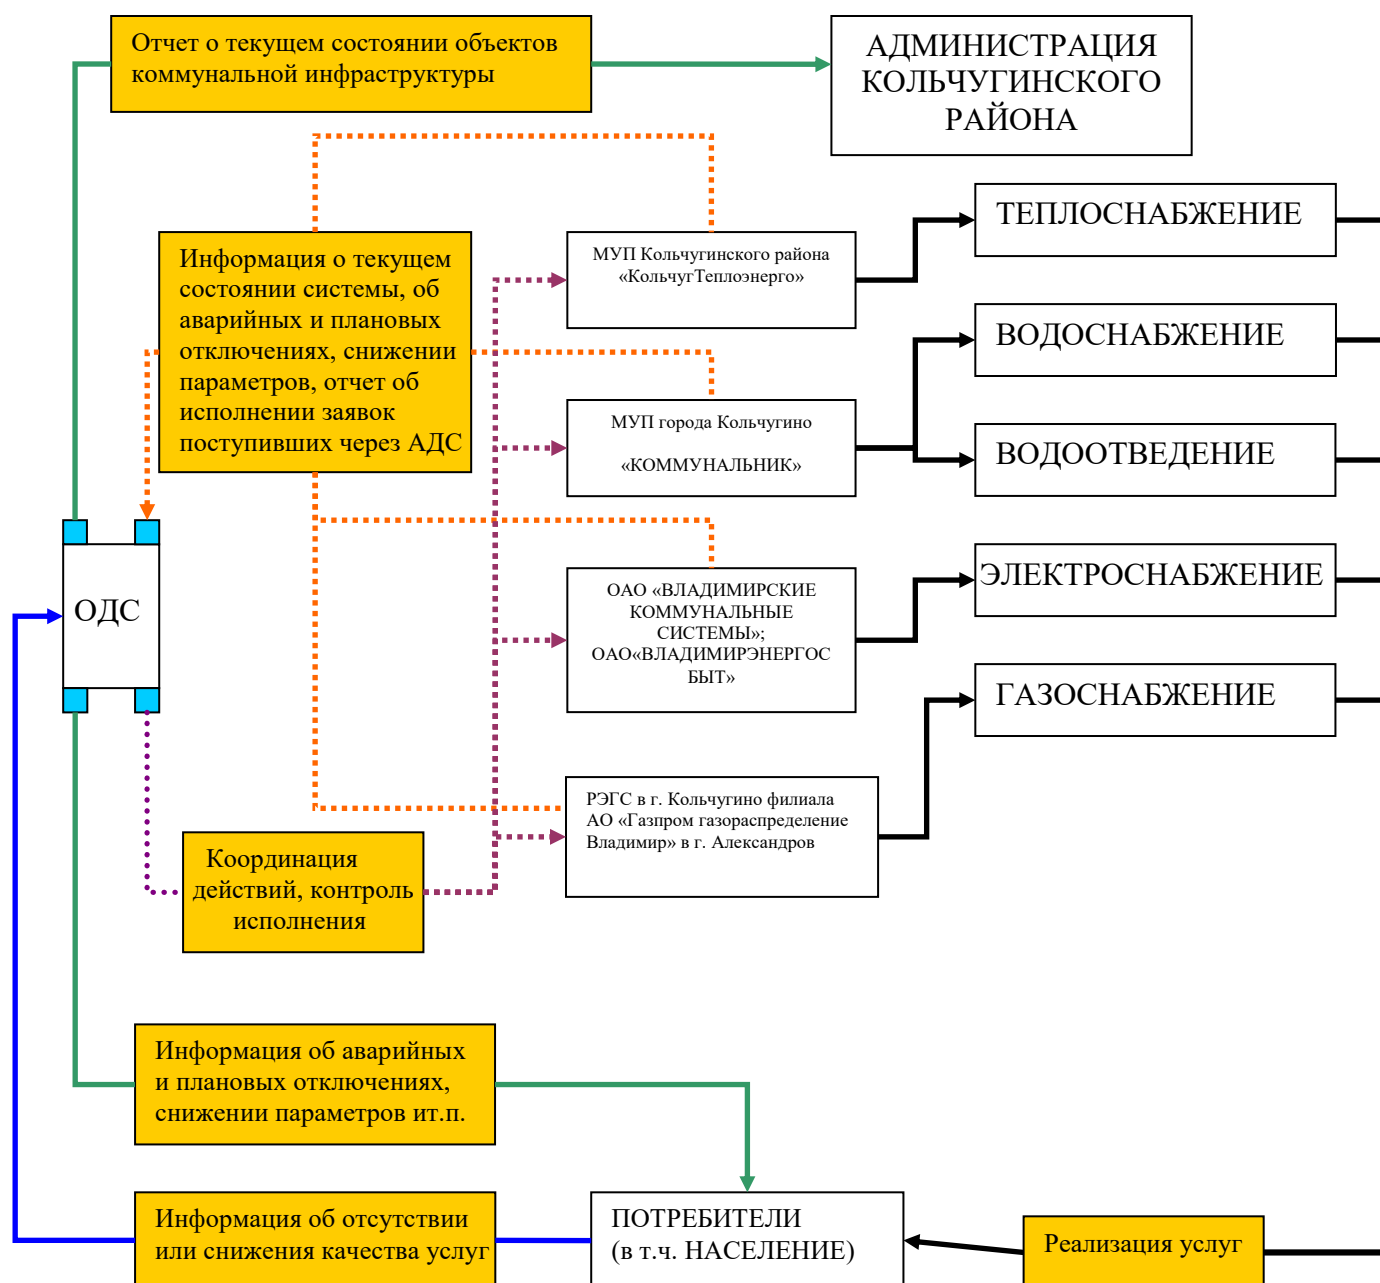 Отчет о текущем состоянии объектов
коммунальной инфраструктуры
АДМИНИСТРАЦИЯ
КОЛЬЧУГИНСКОГО
РАЙОНА
ТЕПЛОСНАБЖЕНИЕ
Информация о текущем
состоянии системы, об
аварийных и плановых
отключениях, снижении
параметров, отчет об
исполнении заявок
поступивших через АДС
МУП Кольчугинского района
«КольчугТеплоэнерго»
ВОДОСНАБЖЕНИЕ
МУП города Кольчугино
«КОММУНАЛЬНИК»
ВОДООТВЕДЕНИЕ
ОДС
ОАО «ВЛАДИМИРСКИЕ
КОММУНАЛЬНЫЕ
СИСТЕМЫ»;
ОАО«ВЛАДИМИРЭНЕРГОС
БЫТ»
ЭЛЕКТРОСНАБЖЕНИЕ
ГАЗОСНАБЖЕНИЕ
РЭГС в г. Кольчугино филиала
АО «Газпром газораспределение
Владимир» в г. Александров
Координация
действий, контроль
исполнения
Информация об аварийных
и плановых отключениях,
снижении параметров ит.п.
Информация об отсутствии
или снижения качества услуг
ПОТРЕБИТЕЛИ
(в т.ч. НАСЕЛЕНИЕ)
Реализация услуг